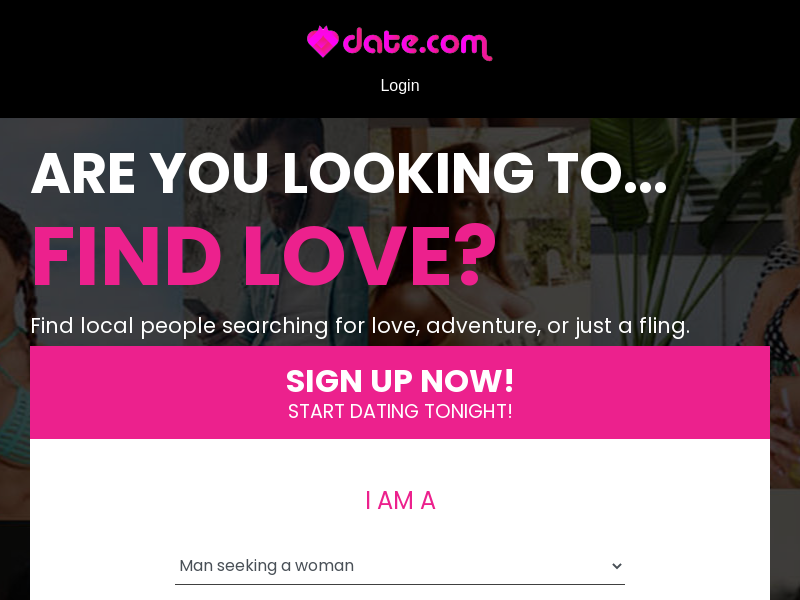 date.com
Login
ARE YOU LOOKING TO...
FIND LOVE?
Find local people searching for love, adventure, or just a fling.
SIGN UP NOW!
START DATING TONIGHT!
I AM A
Man seeking a woman